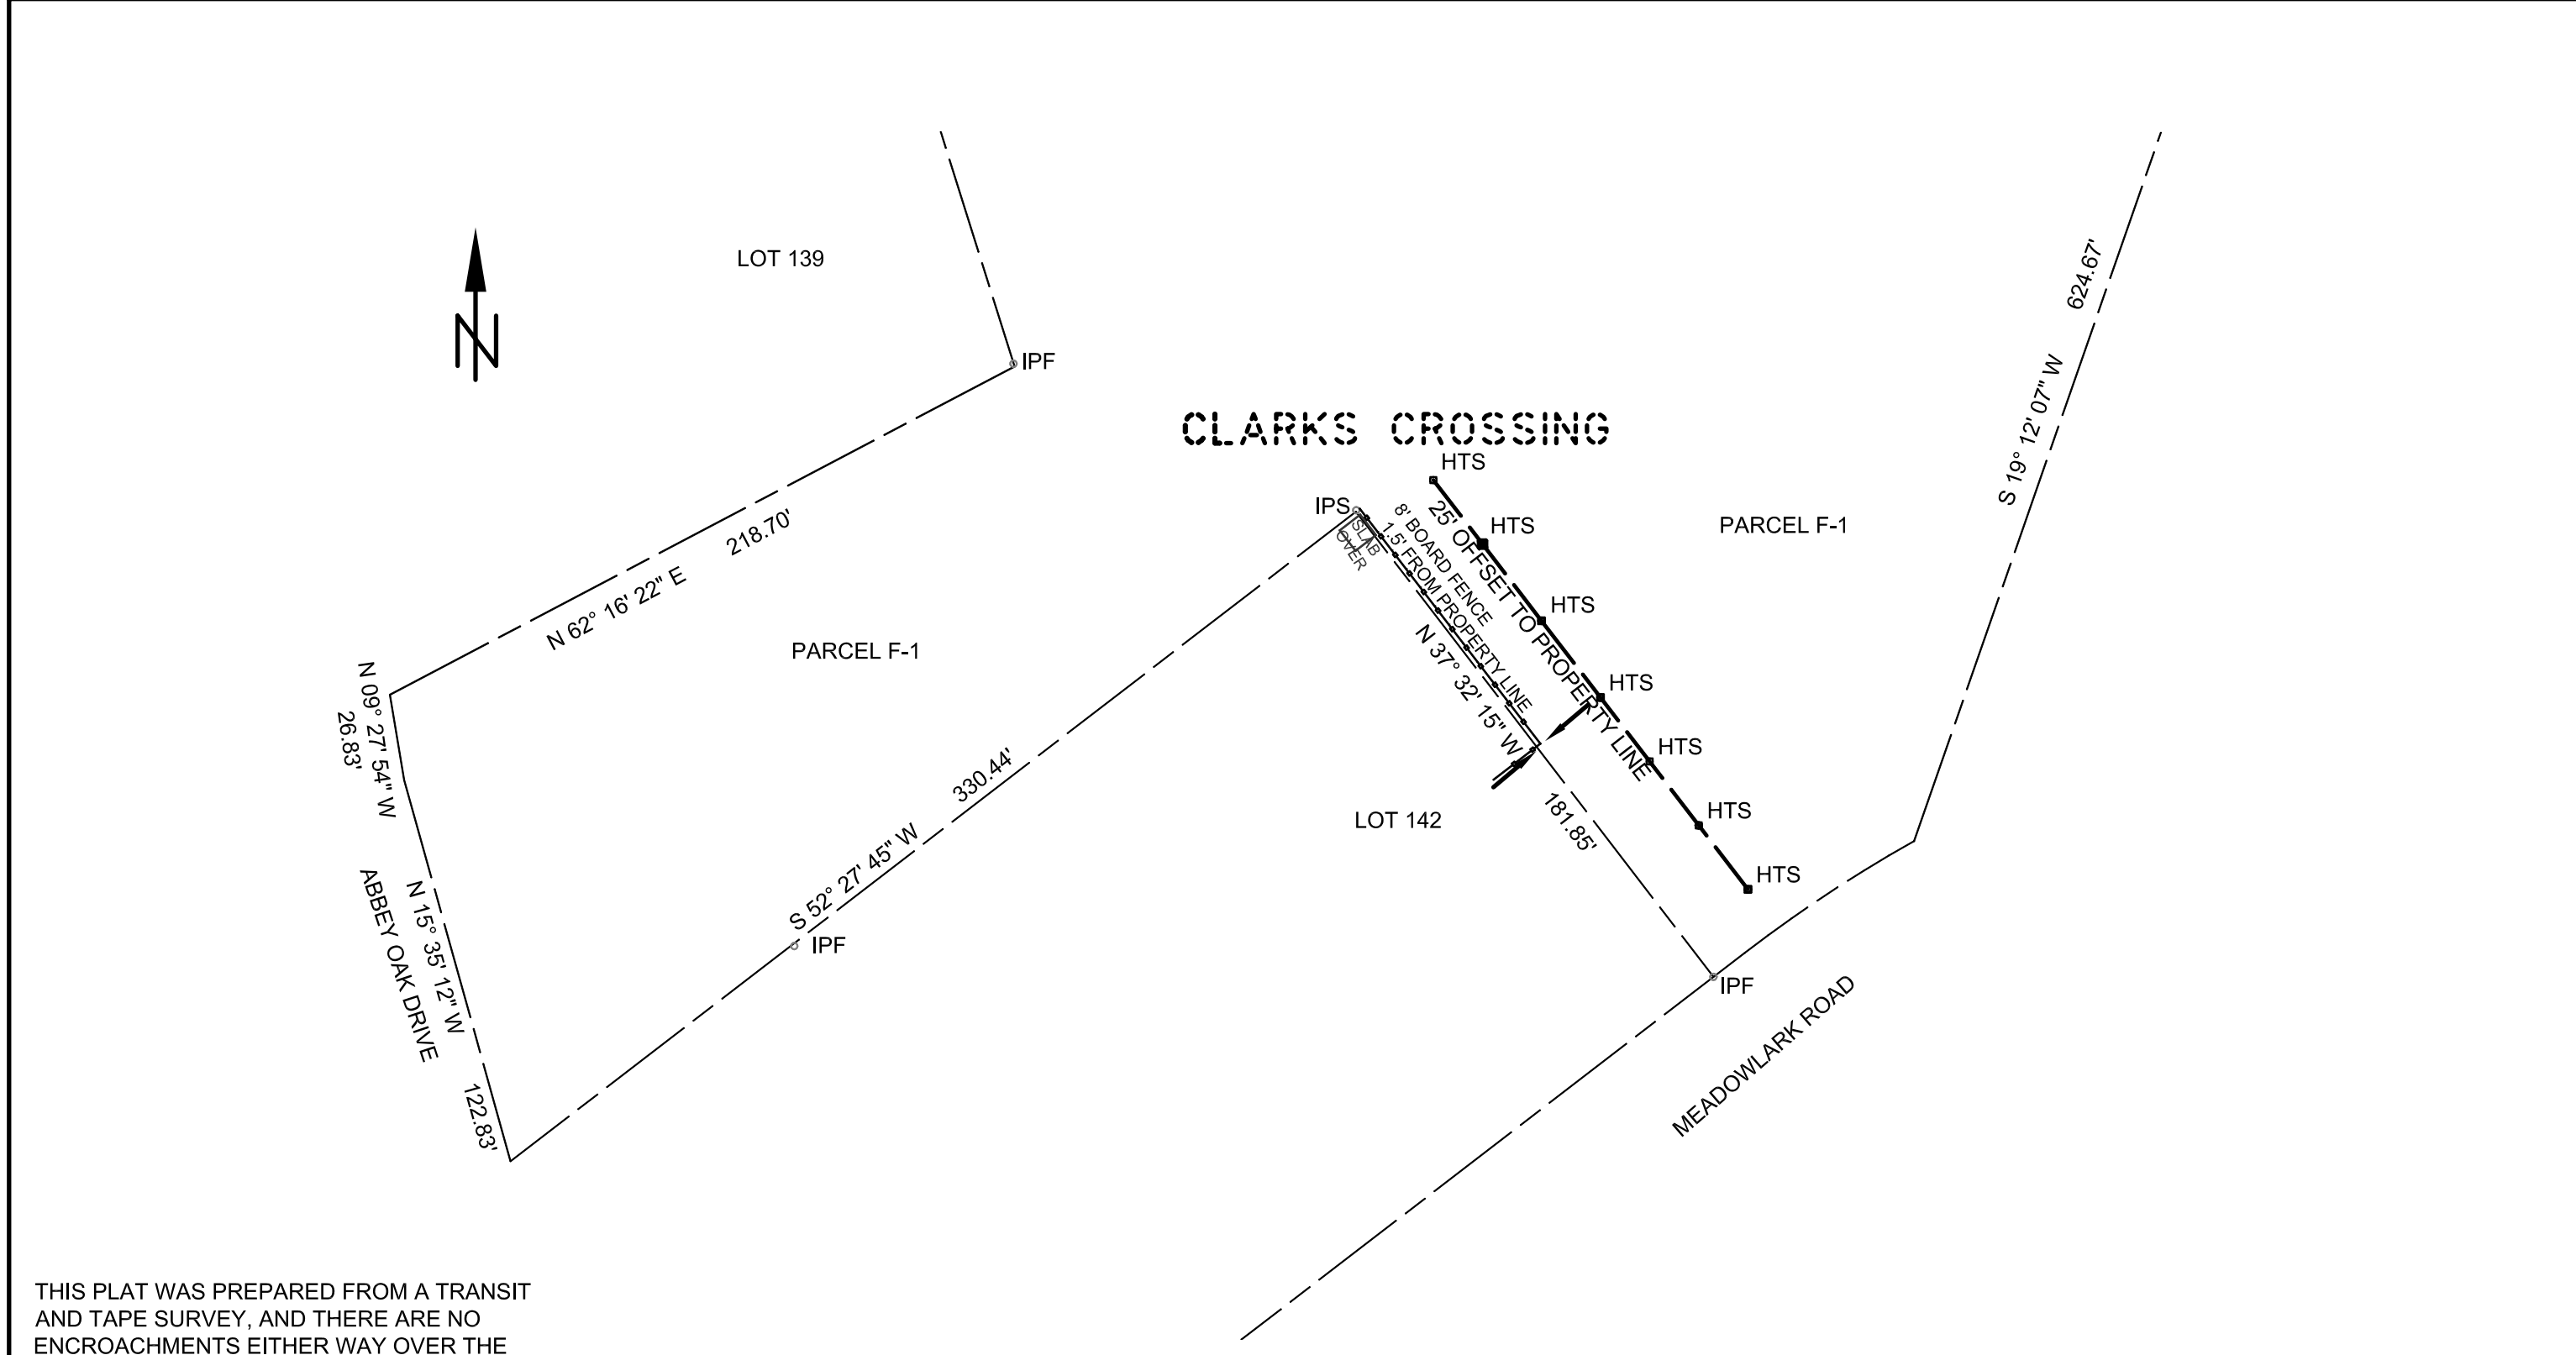 LOT 139
N
IPF
624.67'
S 19° 12' 07" W
CLARKS CROSSING
HTS
IPS
HTS
PARCEL F-1
SLAB
OVER
8' BOARD FENCE
1.5' FROM PROPERTY LINE
25' OFFSET TO PROPERTY LINE
218.70'
N 62° 16' 22" E
HTS
PARCEL F-1
N 37° 32' 15" W
HTS
N 09° 27' 54" W
26.83'
HTS
330.44'
S 52° 27' 45" W
LOT 142
181.85'
HTS
HTS
ABBEY OAK DRIVE
N 15° 35' 12" W
122.83'
IPF
IPF
MEADOWLARK ROAD
THIS PLAT WAS PREPARED FROM A TRANSIT
AND TAPE SURVEY, AND THERE ARE NO
ENCROACHMENTS EITHER WAY OVER THE